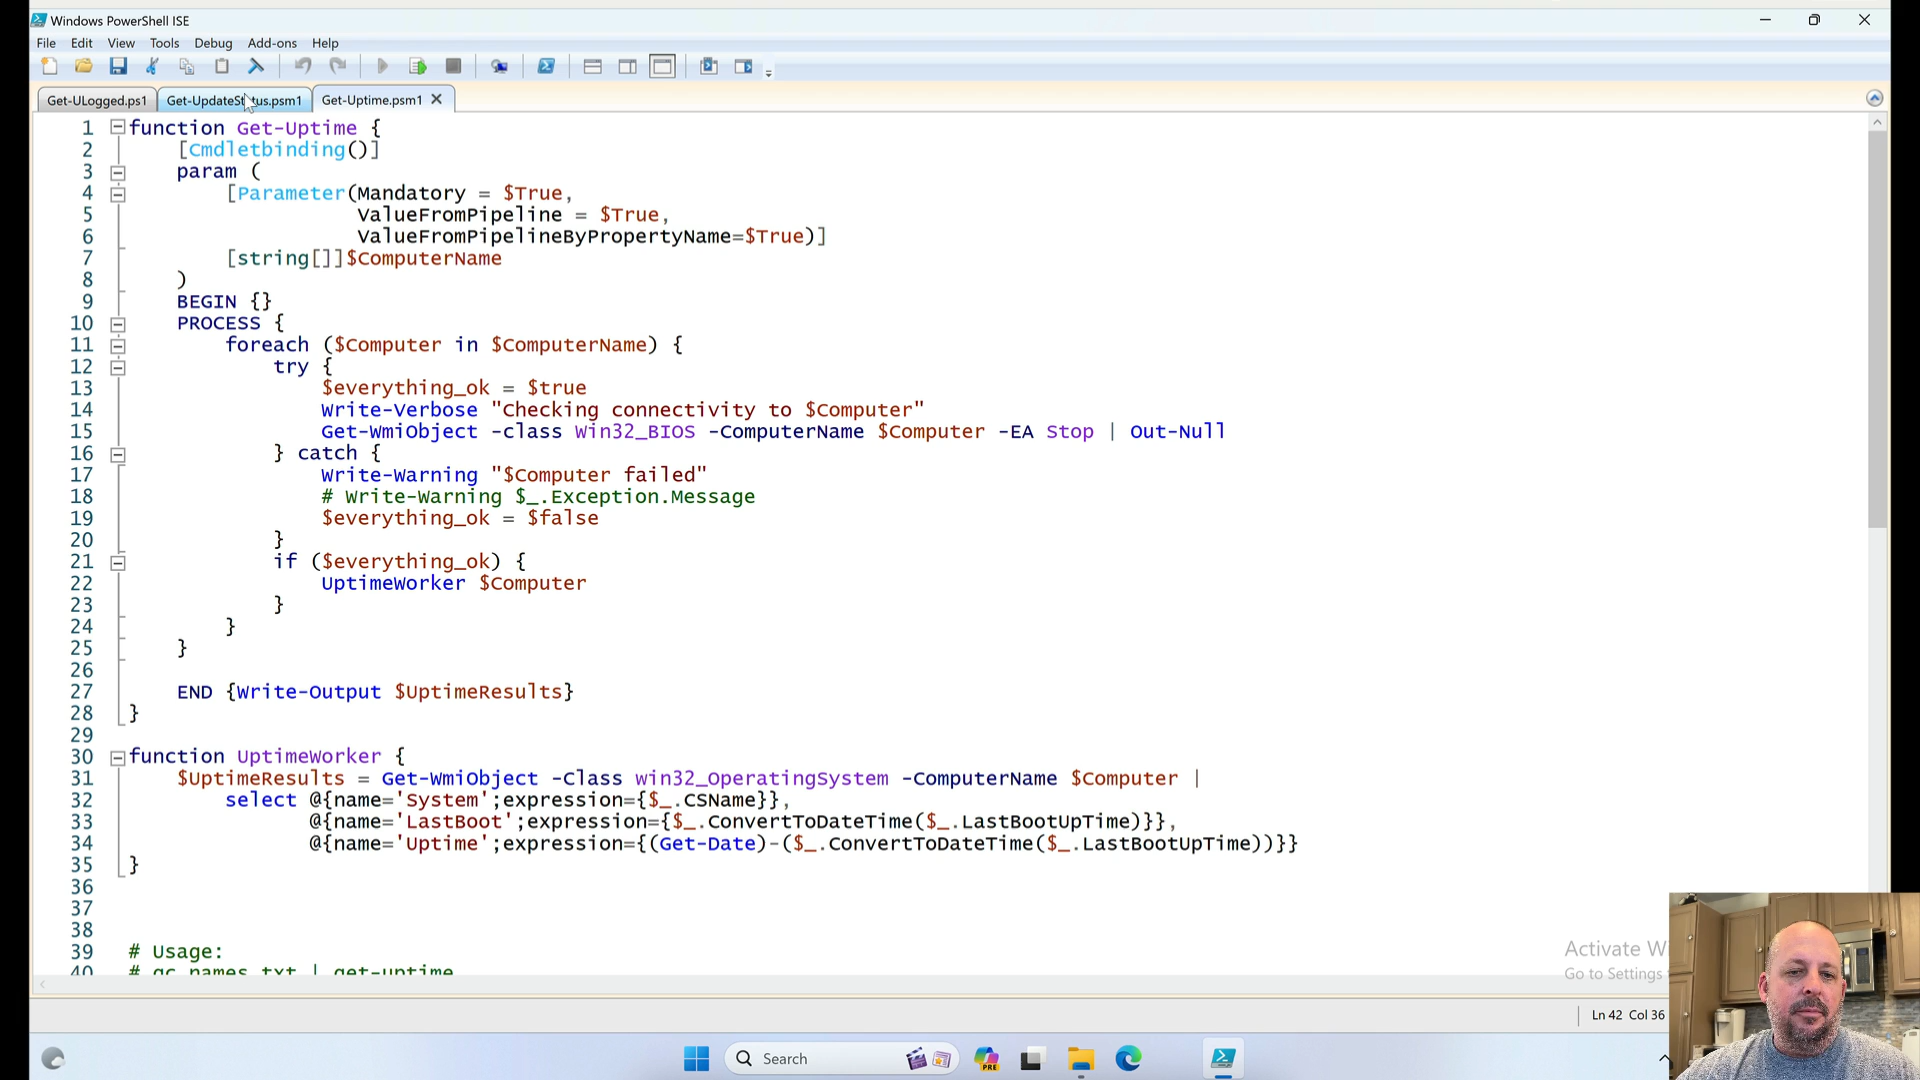 Windows PowerShell ISE
File Edit View Tools Debug Add-ons Help
Get-ULogged.ps1 Get-UpdateStatus.psm1 Get-Uptime.psm1
1 function Get-Uptime {
2 [Cmdletbinding()]
3 param (
4 [Parameter(Mandatory = $True,
5 ValueFromPipeline = $True,
6 ValueFromPipelineByPropertyName=$True)]
7 [string[]]$ComputerName
8 )
9 BEGIN {}
10 PROCESS {
11 foreach ($Computer in $ComputerName) {
12 try {
13 $everything_ok = $true
14 Write-Verbose "Checking connectivity to $Computer"
15 Get-WmiObject -class Win32_BIOS -ComputerName $Computer -EA Stop | Out-Null
16 } catch {
17 Write-Warning "$Computer failed"
18 # Write-Warning $_.Exception.Message
19 $everything_ok = $false
20 }
21 if ($everything_ok) {
22 UptimeWorker $Computer
23 }
24 }
25 }
26
27 END {Write-Output $UptimeResults}
28 }
29
30 function UptimeWorker {
31 $UptimeResults = Get-WmiObject -Class win32_OperatingSystem -ComputerName $Computer |
32 select @{name='System';expression={$_.CSName}},
33 @{name='LastBoot';expression={$_.ConvertToDateTime($_.LastBootUpTime)}},
34 @{name='Uptime';expression={(Get-Date)-($_.ConvertToDateTime($_.LastBootUpTime))}}
35 }
36
37
38
39 # Usage:
40 # gc names.txt | get-uptime
Activate Wi
Go to Settings
Ln 42 Col 36
Search
PRE